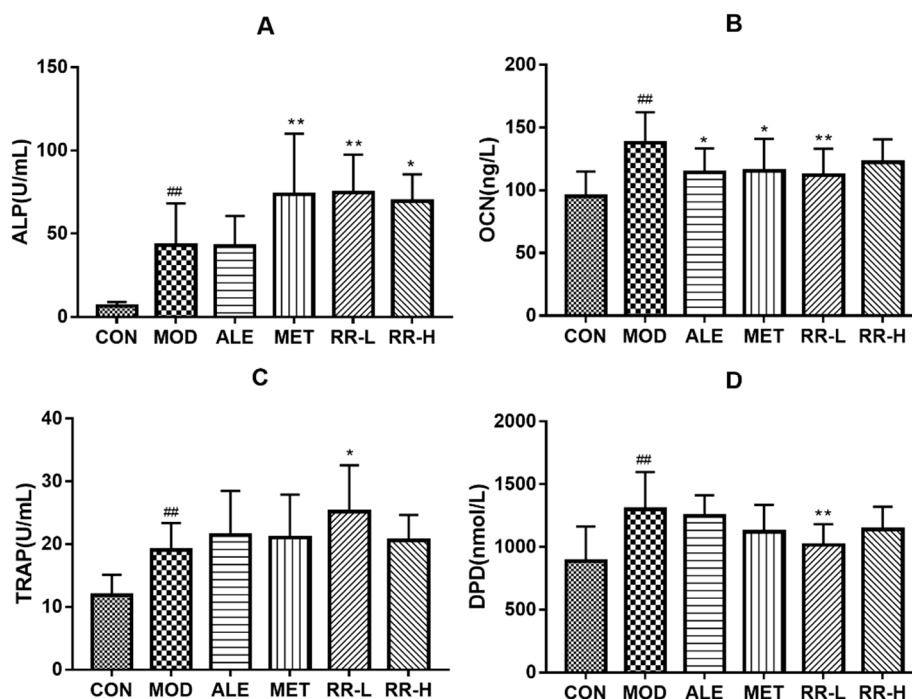 A
ALP(U/mL)
150
100
50
0
##
**
**
*
CON MOD ALE MET RR-L RR-H
B
OCN(ng/L)
200
150
100
50
0
##
*
*
**
CON MOD ALE MET RR-L RR-H
C
TRAP(U/mL)
40
30
20
10
0
##
*
CON MOD ALE MET RR-L RR-H
D
DPD(nmol/L)
2000
1500
1000
500
0
##
**
CON MOD ALE MET RR-L RR-H